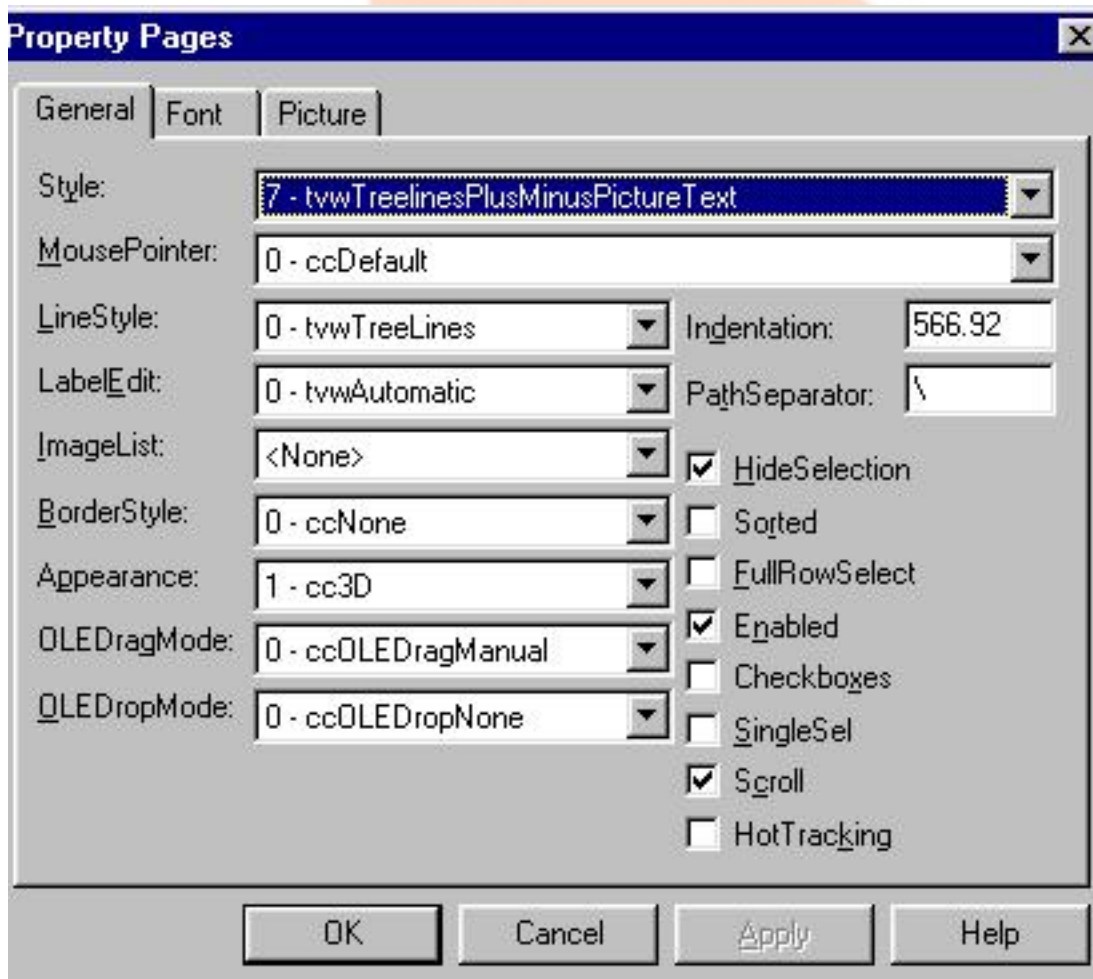 Property Pages
General Font Picture
Style: 7 - tvwTreelinesPlusMinusPictureText
MousePointer: 0 - ccDefault
LineStyle: 0 - tvwTreeLines Indentation: 566.92
LabelEdit: 0 - tvwAutomatic PathSeparator: \
ImageList: <None> HideSelection
BorderStyle: 0 - ccNone Sorted
Appearance: 1 - cc3D FullRowSelect
OLEDragMode: 0 - ccOLEDragManual Enabled
Checkboxes
OLEDropMode: 0 - ccOLEDropNone SingleSel
Scroll
HotTracking
OK Cancel Apply Help